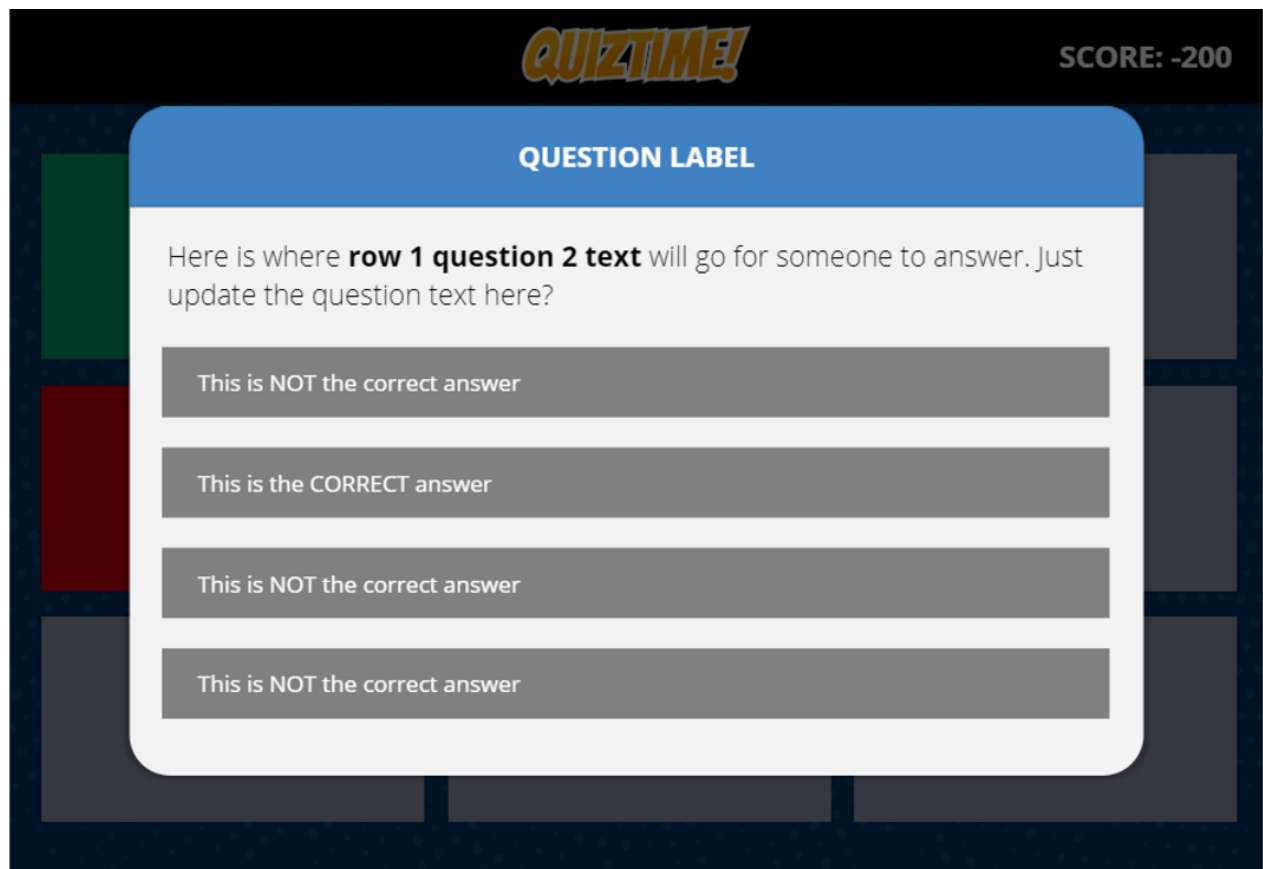 QUIZTIME!
SCORE: -200
QUESTION LABEL
Here is where row 1 question 2 text will go for someone to answer. Just
update the question text here?
This is NOT the correct answer
This is the CORRECT answer
This is NOT the correct answer
This is NOT the correct answer